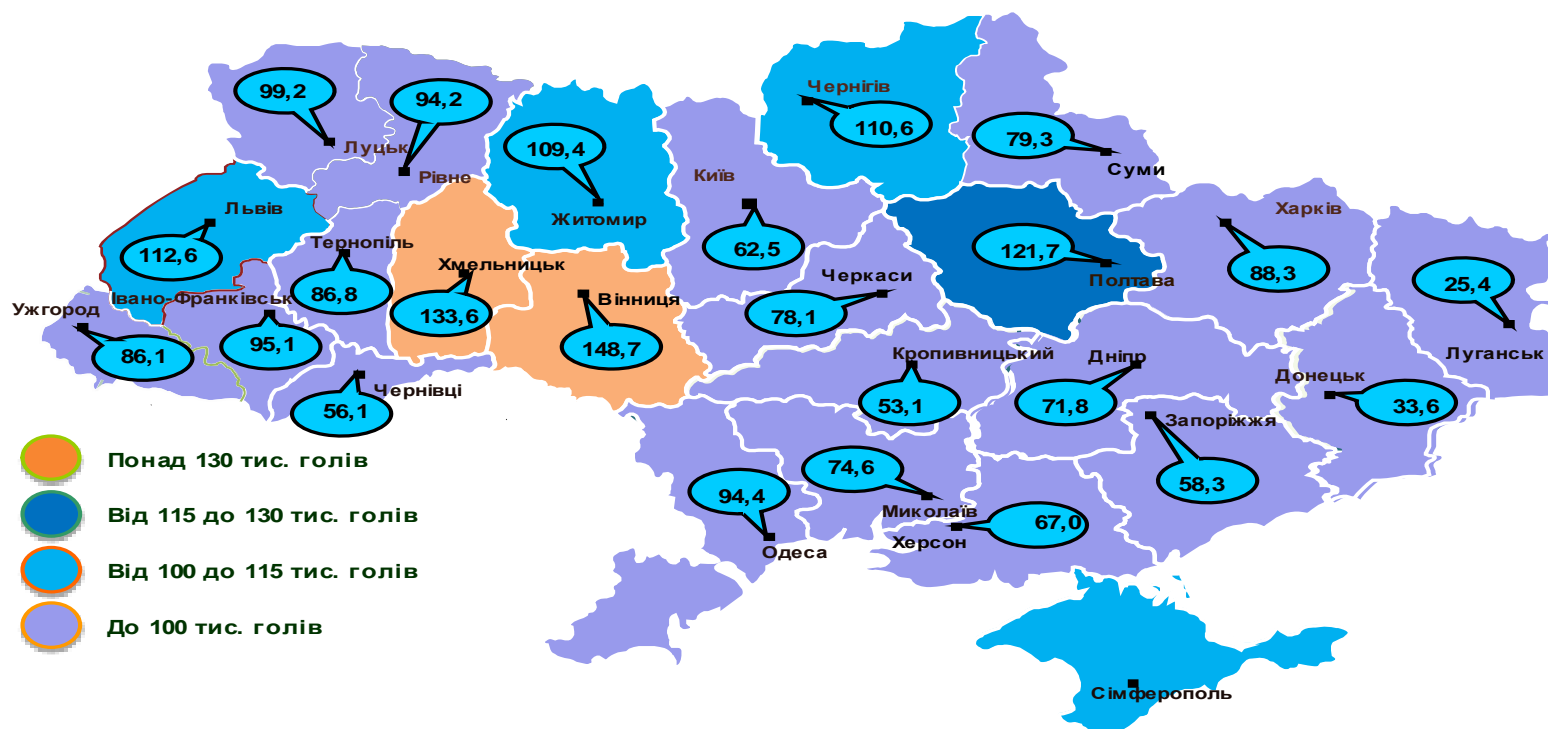 99,2
Луцьк
94,2
Рівне
109,4
Житомир
Київ
62,5
Чернігів
110,6
79,3
Суми
Львів
112,6
Тернопіль
86,8
Хмельницьк
133,6
Вінниця
148,7
Черкаси
78,1
121,7
Полтава
Харків
88,3
25,4
Луганськ
Ужгород
86,1
Івано-Франківськ
95,1
Чернівці
56,1
Кропивницький
53,1
Дніпр
71,8
Донецьк
33,6
Запоріжжя
58,3
94,4
Одеса
74,6
Миколаїв
Херсон
67,0
Сімферополь
Понад 130 тис. голів
Від 115 до 130 тис. голів
Від 100 до 115 тис. голів
До 100 тис. голів